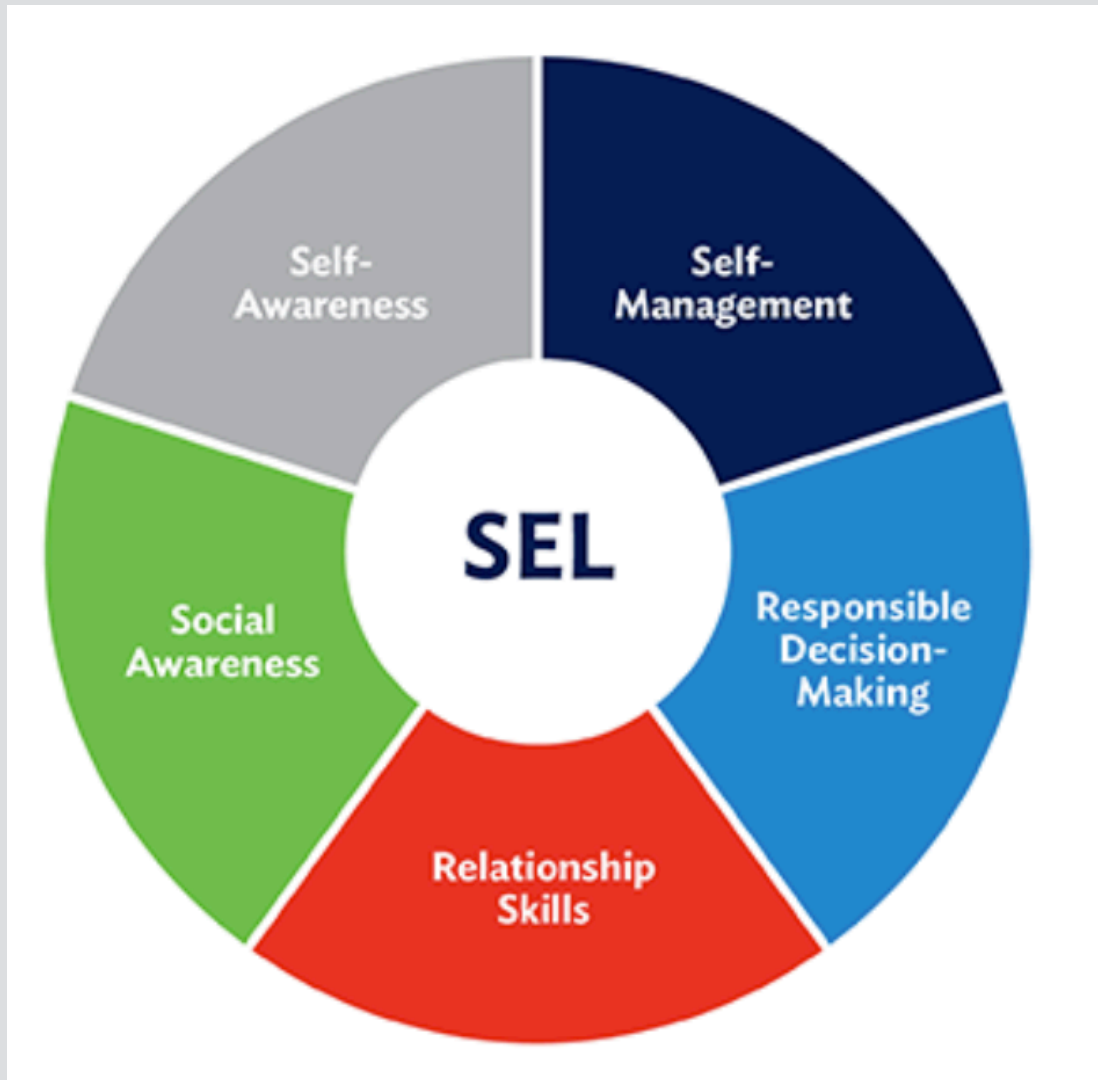 Self-
Awareness
Self-
Management
SEL
Social
Awareness
Responsible
Decision-
Making
Relationship
Skills